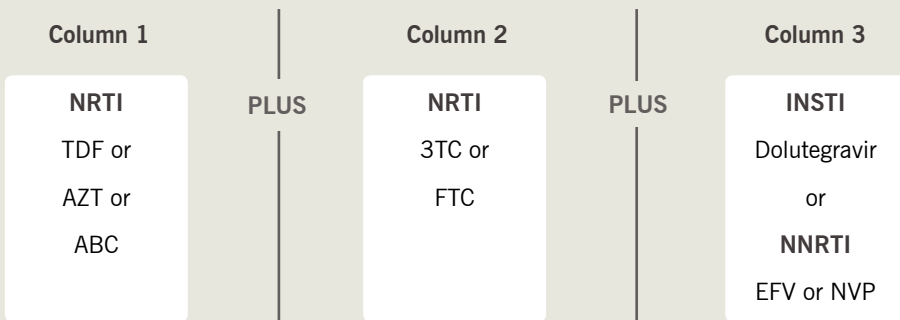 Column 1
NRTI
TDF or
AZT or
ABC
PLUS
Column 2
NRTI
3TC or
FTC
PLUS
Column 3
INSTI
Dolutegravir
or
NNRTI
EFV or NVP